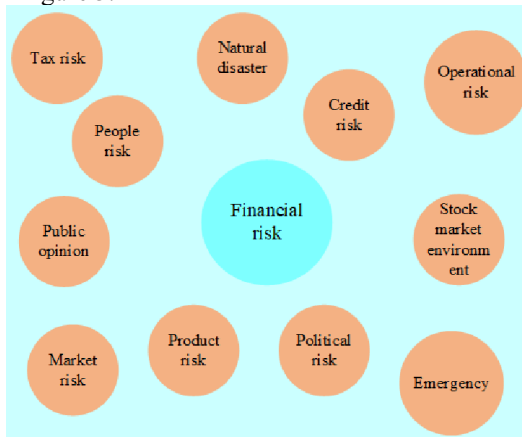 Tax risk
Natural
disaster
Operational
risk
Credit
risk
People
risk
Financial
risk
Public
opinion
Stock
market
environm
ent
Market
risk
Product
risk
Political
risk
Emergency